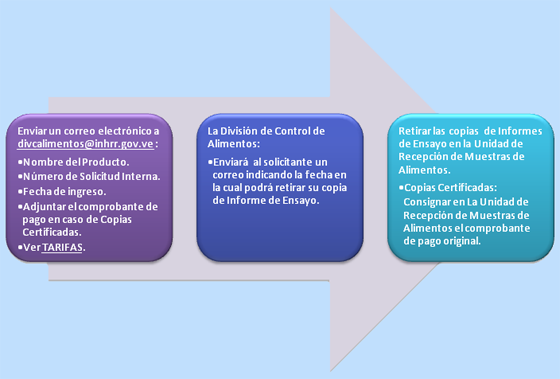 Enviar un correo electrónico a
divcalimentos@inhrr.gov.ve :
•Nombre del Producto.
•Número de Solicitud Interna.
•Fecha de ingreso.
•Adjuntar el comprobante de
pago en caso de Copias
Certificadas.
•Ver TARIFAS.
La División de Control de
Alimentos:
•Enviará al solicitante un
correo indicando la fecha en
la cual podrá retirar su copia
de Informe de Ensayo.
Retirar las copias de Informes
de Ensayo en la Unidad de
Recepción de Muestras de
Alimentos.
•Copias Certificadas:
Consignar en La Unidad de
Recepción de Muestras de
Alimentos el comprobante
de pago original.